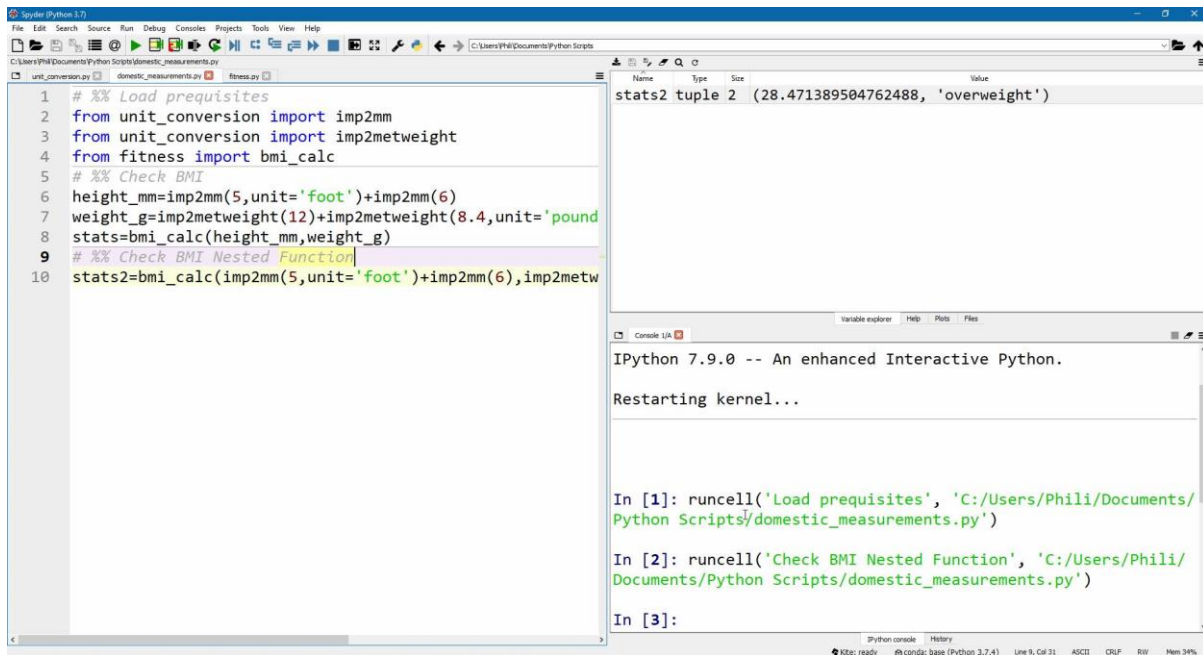 Spyder (Python 3.7)
File Edit Search Source Run Debug Consoles Projects Tools View Help
C:\Users\Phili\Documents\Python Scripts
C:\Users\Phili\Documents\Python Scripts\domestic_measurements.py
unit_conversion.py domestic_measurements.py fitness.py
1 # %% Load prequisites
2 from unit_conversion import imp2mm
3 from unit_conversion import imp2metweight
4 from fitness import bmi_calc
5 # %% Check BMI
6 height_mm=imp2mm(5,unit='foot')+imp2mm(6)
7 weight_g=imp2metweight(12)+imp2metweight(8.4,unit='pound
8 stats=bmi_calc(height_mm,weight_g)
9 # %% Check BMI Nested Function
10 stats2=bmi_calc(imp2mm(5,unit='foot')+imp2mm(6),imp2metw
Name Type Size Value
stats2 tuple 2 (28.471389504762488, 'overweight')
Variable explorer Help Plots Files
Console 1/A
IPython 7.9.0 -- An enhanced Interactive Python.
Restarting kernel...
In [1]: runcell('Load prequisites', 'C:/Users/Phili/Documents/
Python Scripts/domestic_measurements.py')
In [2]: runcell('Check BMI Nested Function', 'C:/Users/Phili/
Documents/Python Scripts/domestic_measurements.py')
In [3]:
IPython console History
Kite: ready conda: base (Python 3.7.4) Line 9, Col 31 ASCII CRLF RW Mem 34%